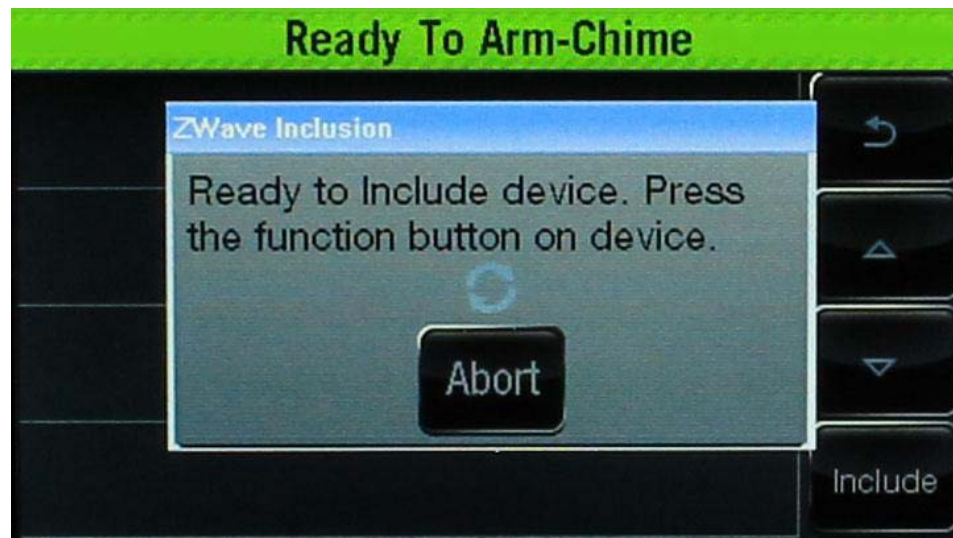 Ready To Arm-Chime
ZWave Inclusion
Ready to Include device. Press
the function button on device.
Abort
Include